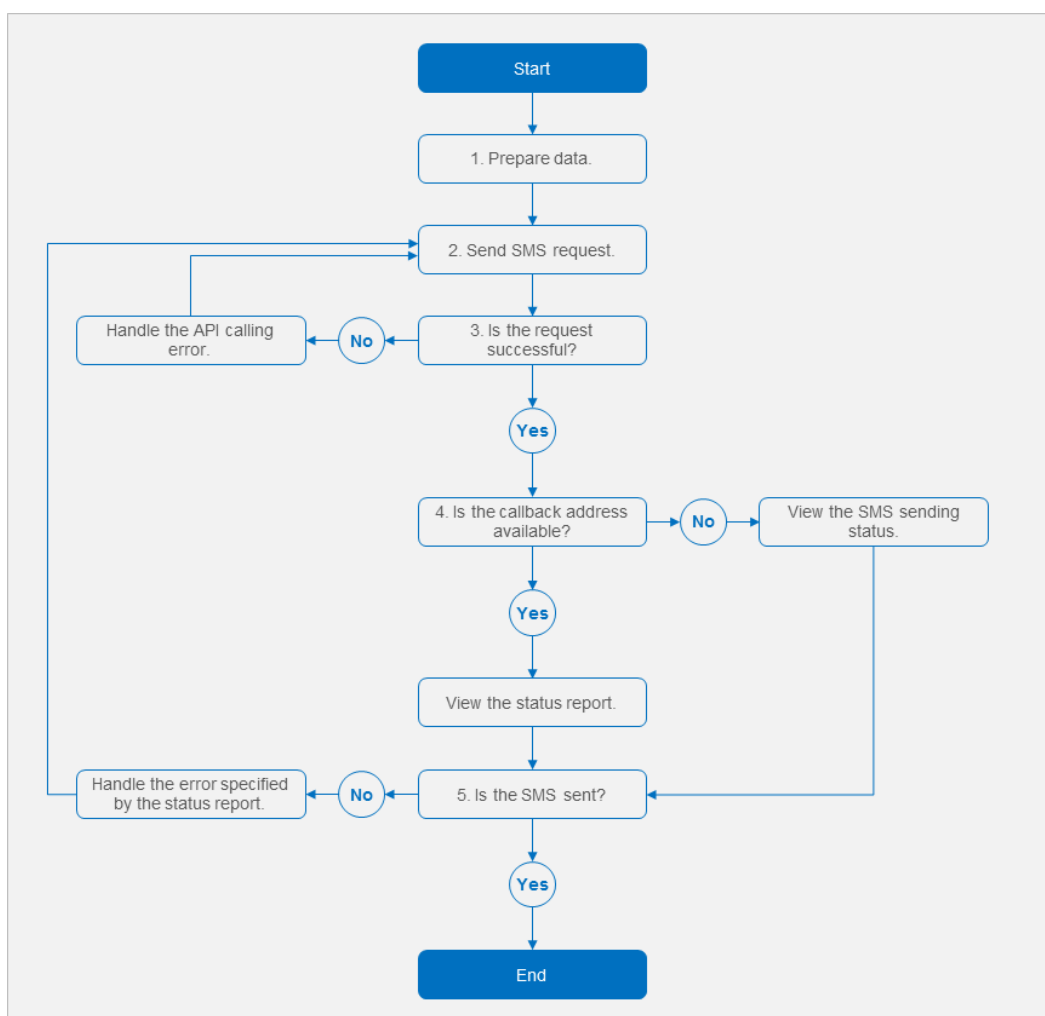 Start
1. Prepare data.
2. Send SMS request.
Handle the API calling
error.
No
3. Is the request
successful?
Yes
4. Is the callback address
available?
No
View the SMS sending
status.
Yes
View the status report.
Handle the error specified
by the status report.
No
5. Is the SMS sent?
Yes
End